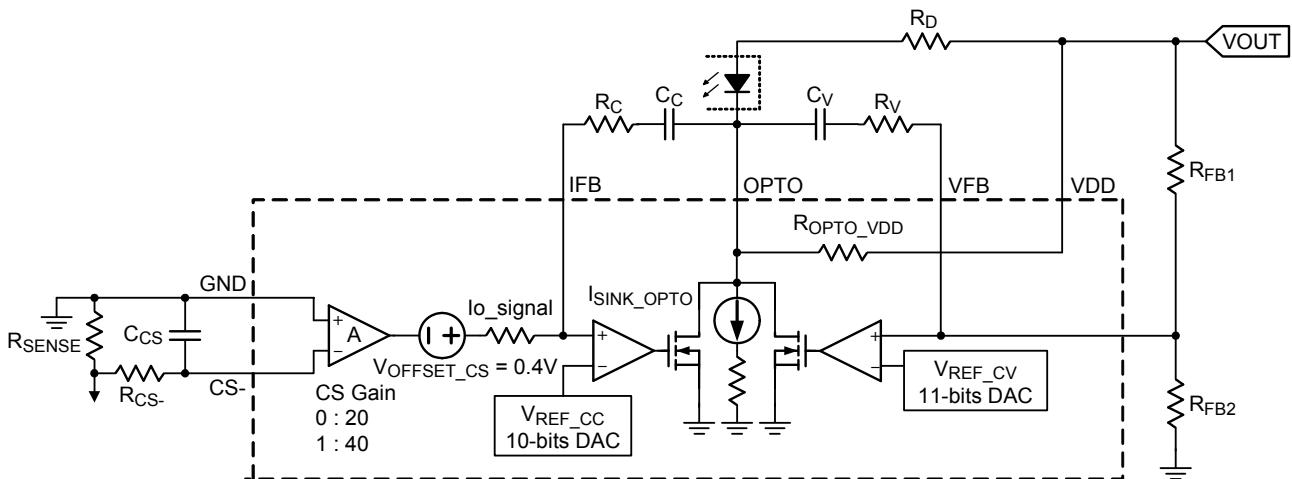 RD
VOUT
RC
CC
CV
RV
RFB1
IFB
OPTO
VFB
VDD
ROPTO_VDD
GND
Io_signal
ISINK_OPTO
RSENSE
CCS
A
+
−
+
−
+
−
VOFFSET_CS = 0.4V
RCS-
CS-
CS Gain
0 : 20
1 : 40
VREF_CC
10-bits DAC
VREF_CV
11-bits DAC
RFB2